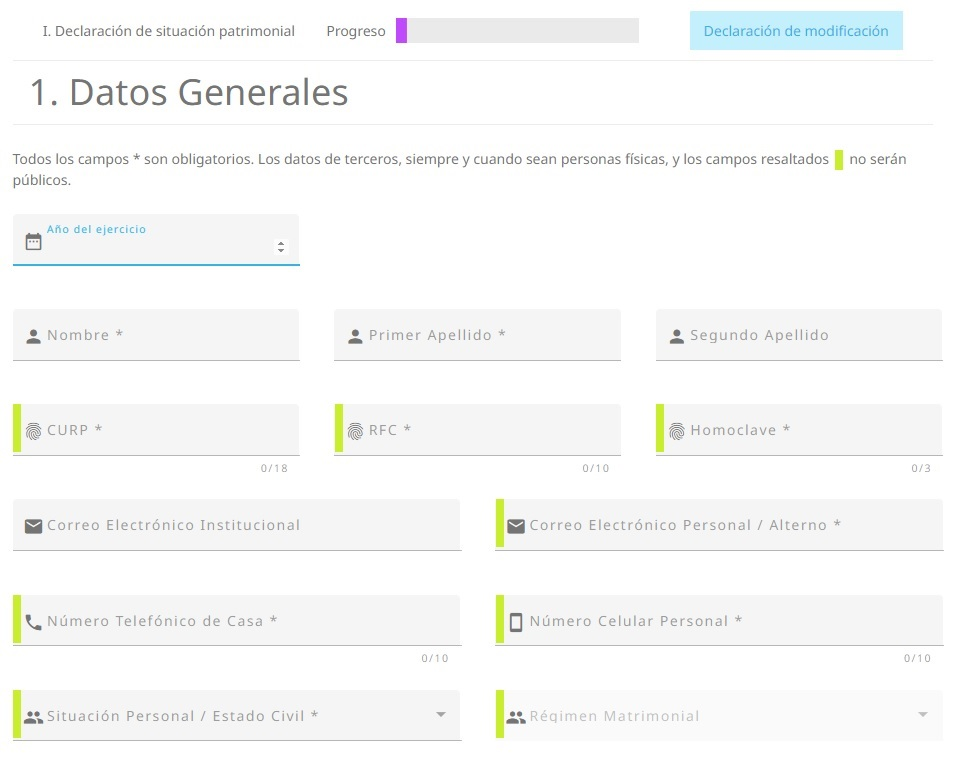 I. Declaración de situación patrimonial Progreso Declaración de modificación
1. Datos Generales
Todos los campos * son obligatorios. Los datos de terceros, siempre y cuando sean personas físicas, y los campos resaltados no serán
públicos.
Año del ejercicio
Nombre * Primer Apellido * Segundo Apellido
CURP * RFC * Homoclave *
0/18 0/10 0/3
Correo Electrónico Institucional Correo Electrónico Personal / Alterno *
Número Telefónico de Casa * Número Celular Personal *
0/10 0/10
Situación Personal / Estado Civil * Régimen Matrimonial